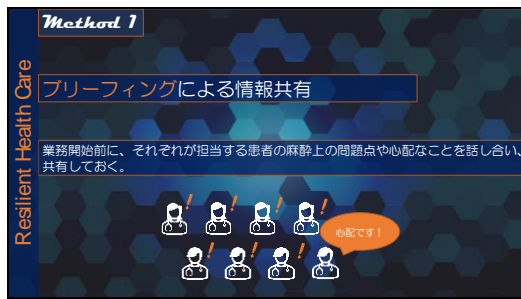 Method 1
Resilient Health Care
ブリーフィングによる情報共有
業務開始前に、それぞれが担当する患者の麻酔上の問題点や心配なことを話し合い、
共有しておく。
! ! ! !
心配です！
! ! !